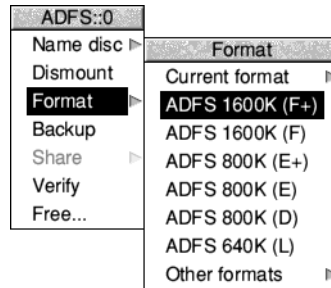 ADFS::0
Name disc
Dismount
Format
Backup
Share
Verify
Free...
Format
Current format
ADFS 1600K (F+)
ADFS 1600K (F)
ADFS 800K (E+)
ADFS 800K (E)
ADFS 800K (D)
ADFS 640K (L)
Other formats